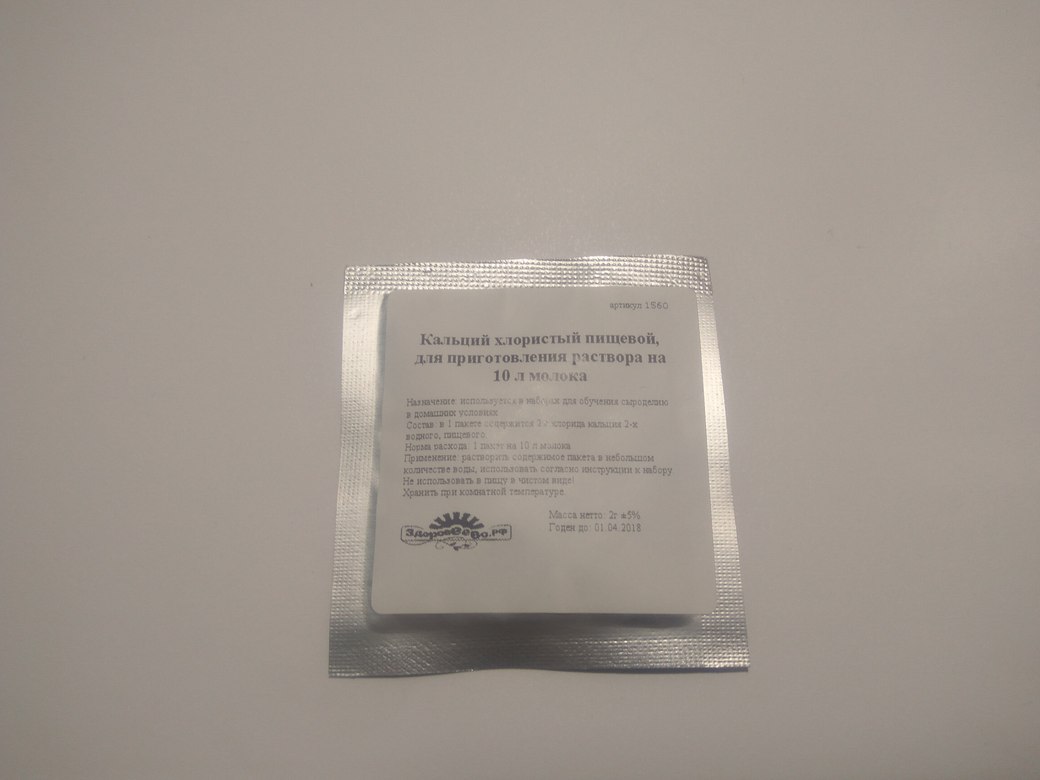 артикул 1560
Кальций хлористый пищевой,
для приготовления раствора на
10 л молока
Назначение: используется в наборах для обучения сыроделию
в домашних условиях
Состав: в 1 пакете содержится 2 г хлорида кальция 2-х
водного, пищевого.
Норма расхода: 1 пакет на 10 л молока
Применение: растворить содержимое пакета в небольшом
количестве воды, использовать согласно инструкции к набору
Не использовать в пищу в чистом виде!
Хранить при комнатной температуре.
Масса нетто: 2г ±5%
Годен до: 01.04.2018
ЗдоровЕево.рф